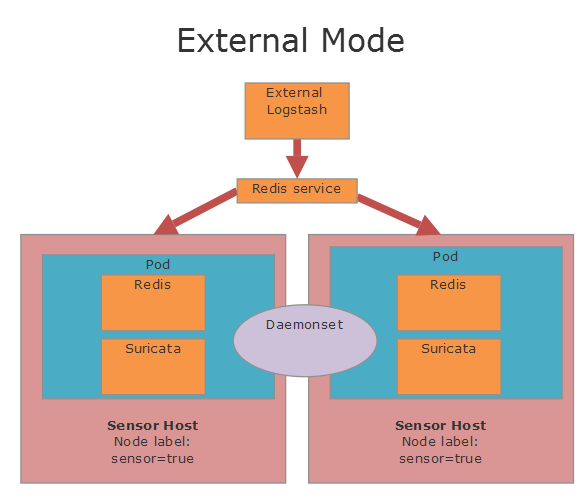 External Mode
External
Logstash
Redis service
Pod
Redis
Suricata
Sensor Host
Node label:
sensor=true
Daemonset
Pod
Redis
Suricata
Sensor Host
Node label:
sensor=true